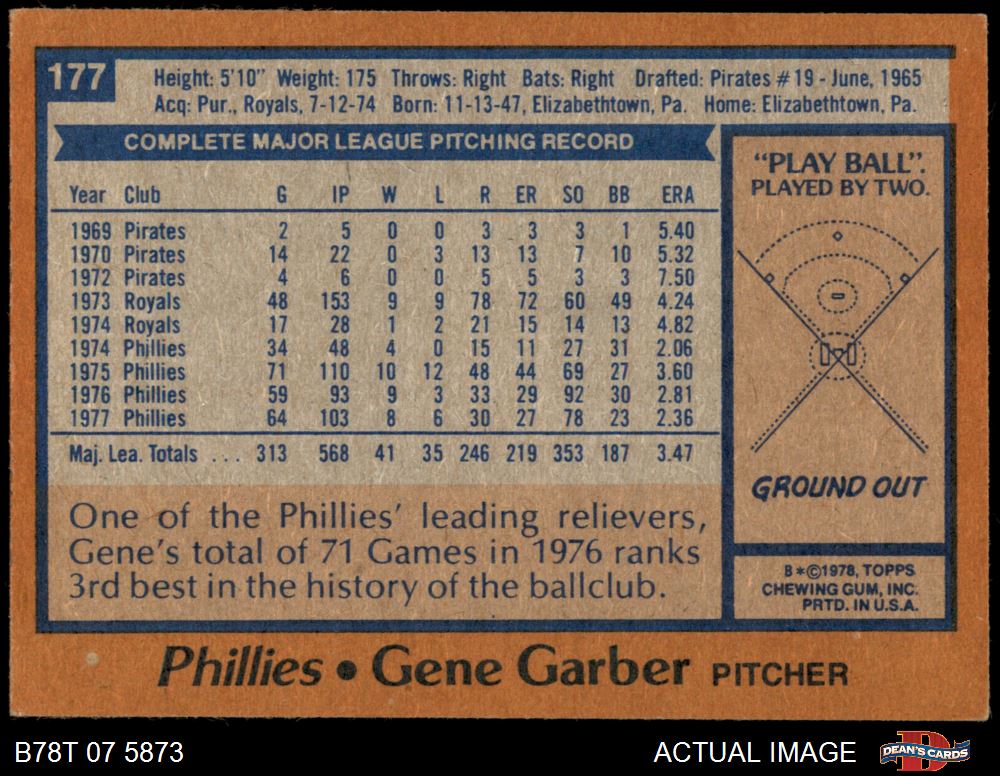 177
Height: 5'10" Weight: 175 Throws: Right Bats: Right Drafted: Pirates #19 - June, 1965
Acq: Pur., Royals, 7-12-74 Born: 11-13-47, Elizabethtown, Pa. Home: Elizabethtown, Pa.
COMPLETE MAJOR LEAGUE PITCHING RECORD
Year Club G IP W L R ER SO BB ERA
1969 Pirates 2 5 0 0 3 3 3 1 5.40
1970 Pirates 14 22 0 3 13 13 7 10 5.32
1972 Pirates 4 6 0 0 5 5 3 3 7.50
1973 Royals 48 153 9 9 78 72 60 49 4.24
1974 Royals 17 28 1 2 21 15 14 13 4.82
1974 Phillies 34 48 4 0 15 11 27 31 2.06
1975 Phillies 71 110 10 12 48 44 69 27 3.60
1976 Phillies 59 93 9 3 33 29 92 30 2.81
1977 Phillies 64 103 8 6 30 27 78 23 2.36
Maj. Lea. Totals ... 313 568 41 35 246 219 353 187 3.47
One of the Phillies' leading relievers,
Gene's total of 71 Games in 1976 ranks
3rd best in the history of the ballclub.
"PLAY BALL".
PLAYED BY TWO.
GROUND OUT
B*©1978, TOPPS
CHEWING GUM, INC.
PRTD. IN U.S.A.
Phillies • Gene Garber PITCHER
B78T 07 5873
ACTUAL IMAGE
DEAN'S CARDS